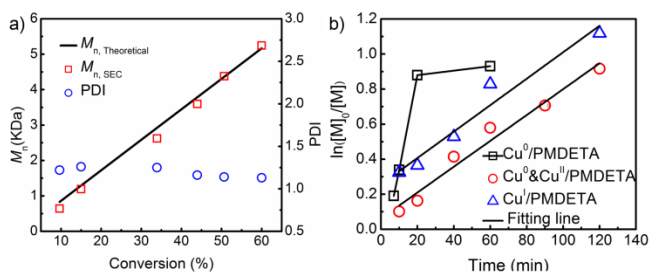 a)
6
5
4
3
2
1
0
Mₙ (KDa)
Mₙ, Theoretical
Mₙ, SEC
PDI
3.0
2.5
2.0
1.5
1.0
0.5
PDI
10 20 30 40 50 60
Conversion (%)
b)
1.2
1.0
0.8
0.6
0.4
0.2
0.0
ln([M]₀/[M])
Cu⁰/PMDETA
Cu⁰&Cuᴵᴵ/PMDETA
Cuᴵ/PMDETA
Fitting line
0 20 40 60 80 100 120 140
Time (min)